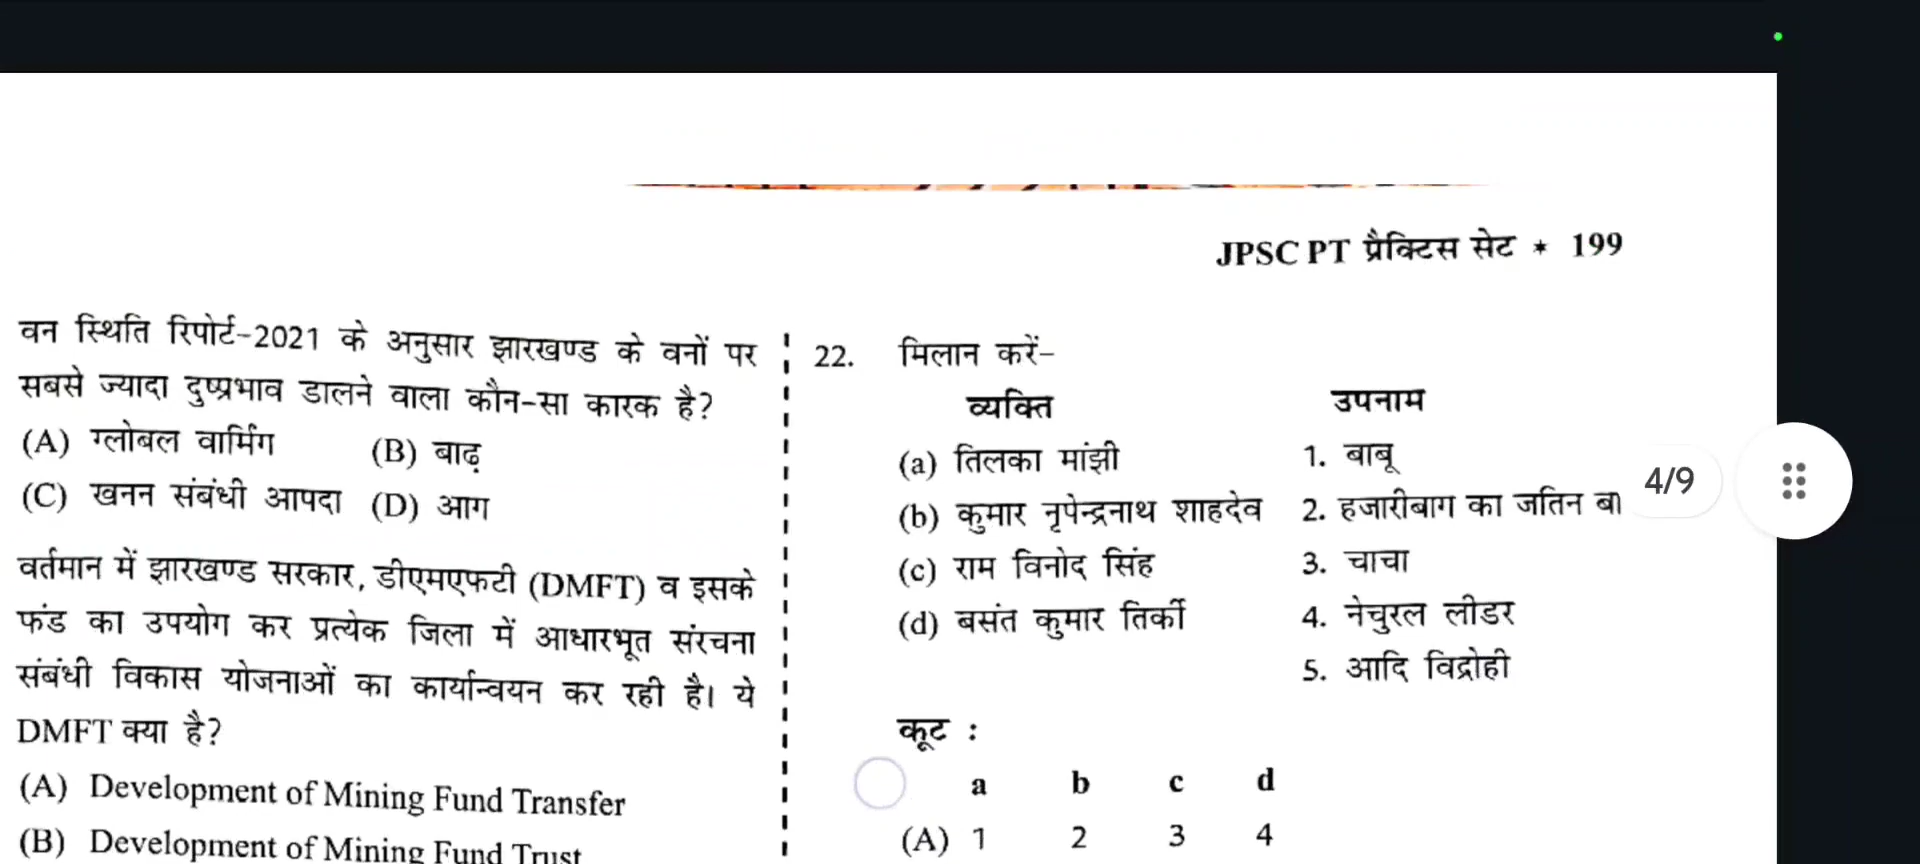 JPSC PT प्रैक्टिस सेट * 199
वन स्थिति रिपोर्ट-2021 के अनुसार झारखण्ड के वनों पर
सबसे ज्यादा दुष्प्रभाव डालने वाला कौन-सा कारक है?
(A) ग्लोबल वार्मिंग (B) बाढ़
(C) खनन संबंधी आपदा (D) आग
वर्तमान में झारखण्ड सरकार, डीएमएफटी (DMFT) व इसके
फंड का उपयोग कर प्रत्येक जिला में आधारभूत संरचना
संबंधी विकास योजनाओं का कार्यान्वयन कर रही है। ये
DMFT क्या है?
(A) Development of Mining Fund Transfer
(B) Development of Mining Fund Trust
22. मिलान करें-
व्यक्ति उपनाम
(a) तिलका मांझी 1. बाबू
(b) कुमार नृपेन्द्रनाथ शाहदेव 2. हजारीबाग का जतिन बा
(c) राम विनोद सिंह 3. चाचा
(d) बसंत कुमार तिर्की 4. नेचुरल लीडर
5. आदि विद्रोही
कूट :
a b c d
(A) 1 2 3 4
4/9